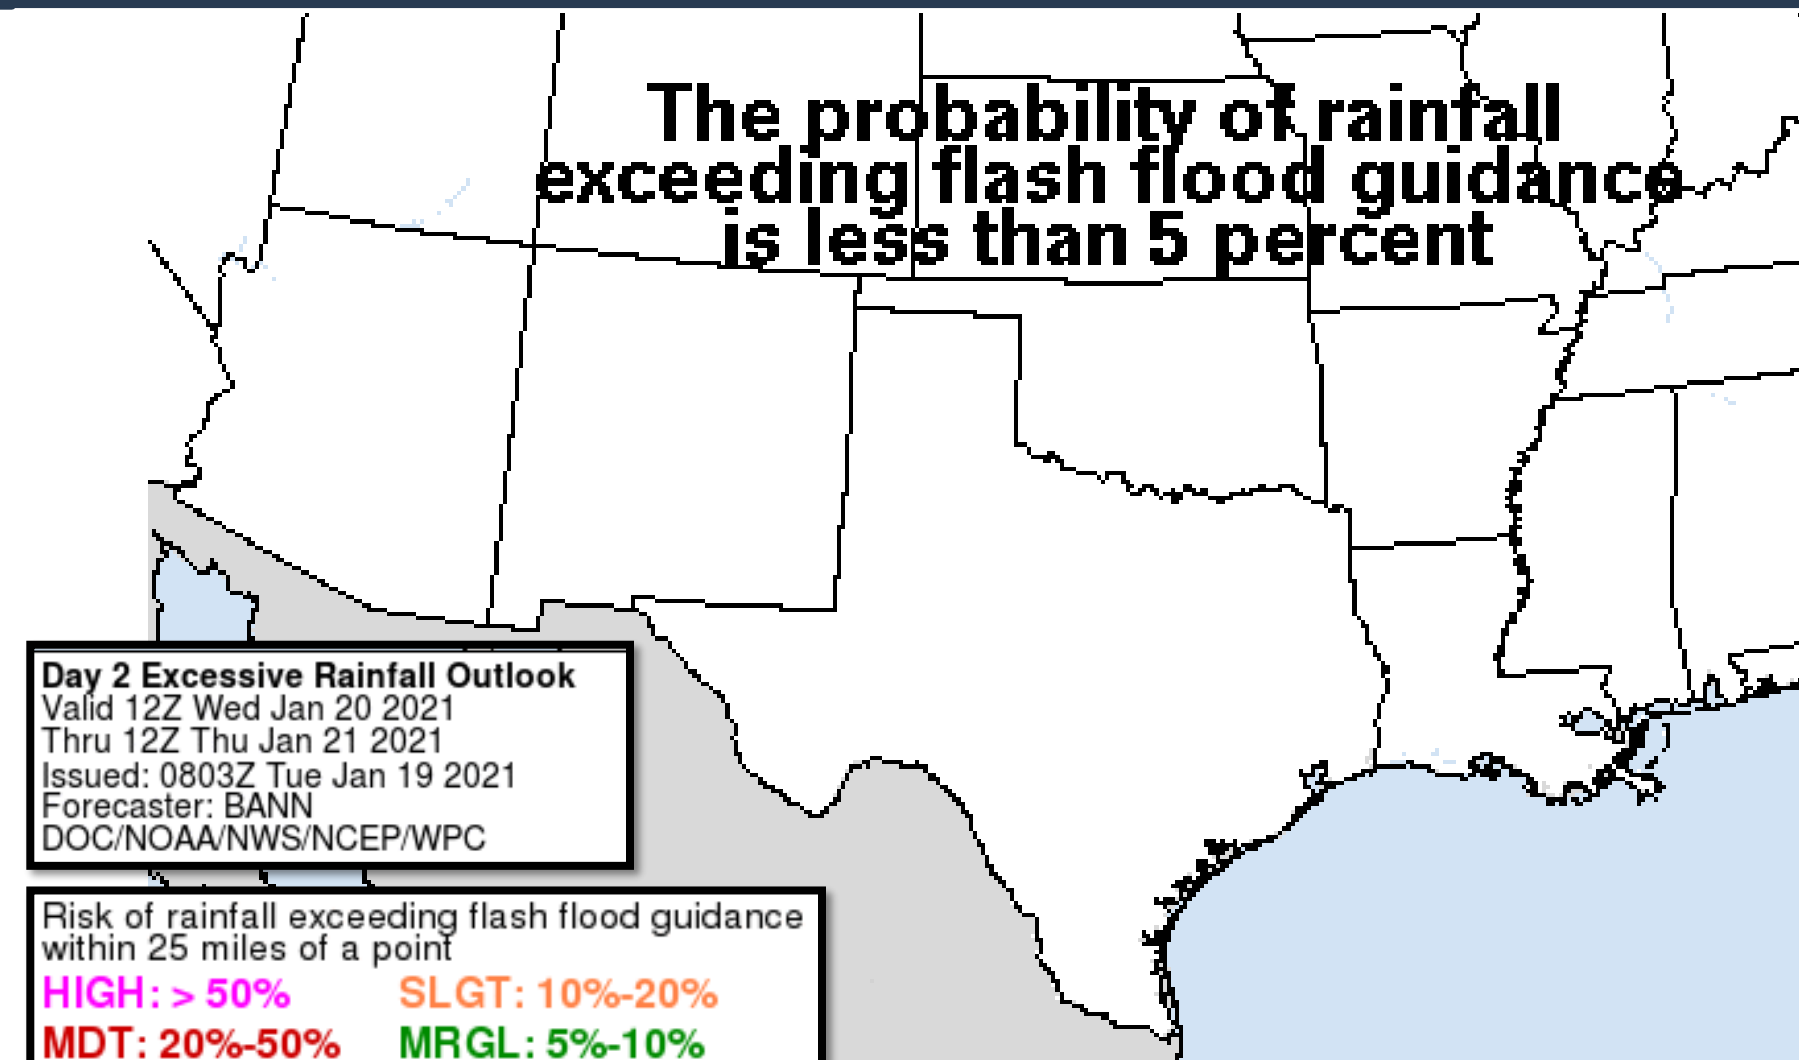 The probability of rainfall
exceeding flash flood guidance
is less than 5 percent
Day 2 Excessive Rainfall Outlook
Valid 12Z Wed Jan 20 2021
Thru 12Z Thu Jan 21 2021
Issued: 0803Z Tue Jan 19 2021
Forecaster: BANN
DOC/NOAA/NWS/NCEP/WPC
Risk of rainfall exceeding flash flood guidance
within 25 miles of a point
HIGH: > 50% SLGT: 10%-20%
MDT: 20%-50% MRGL: 5%-10%